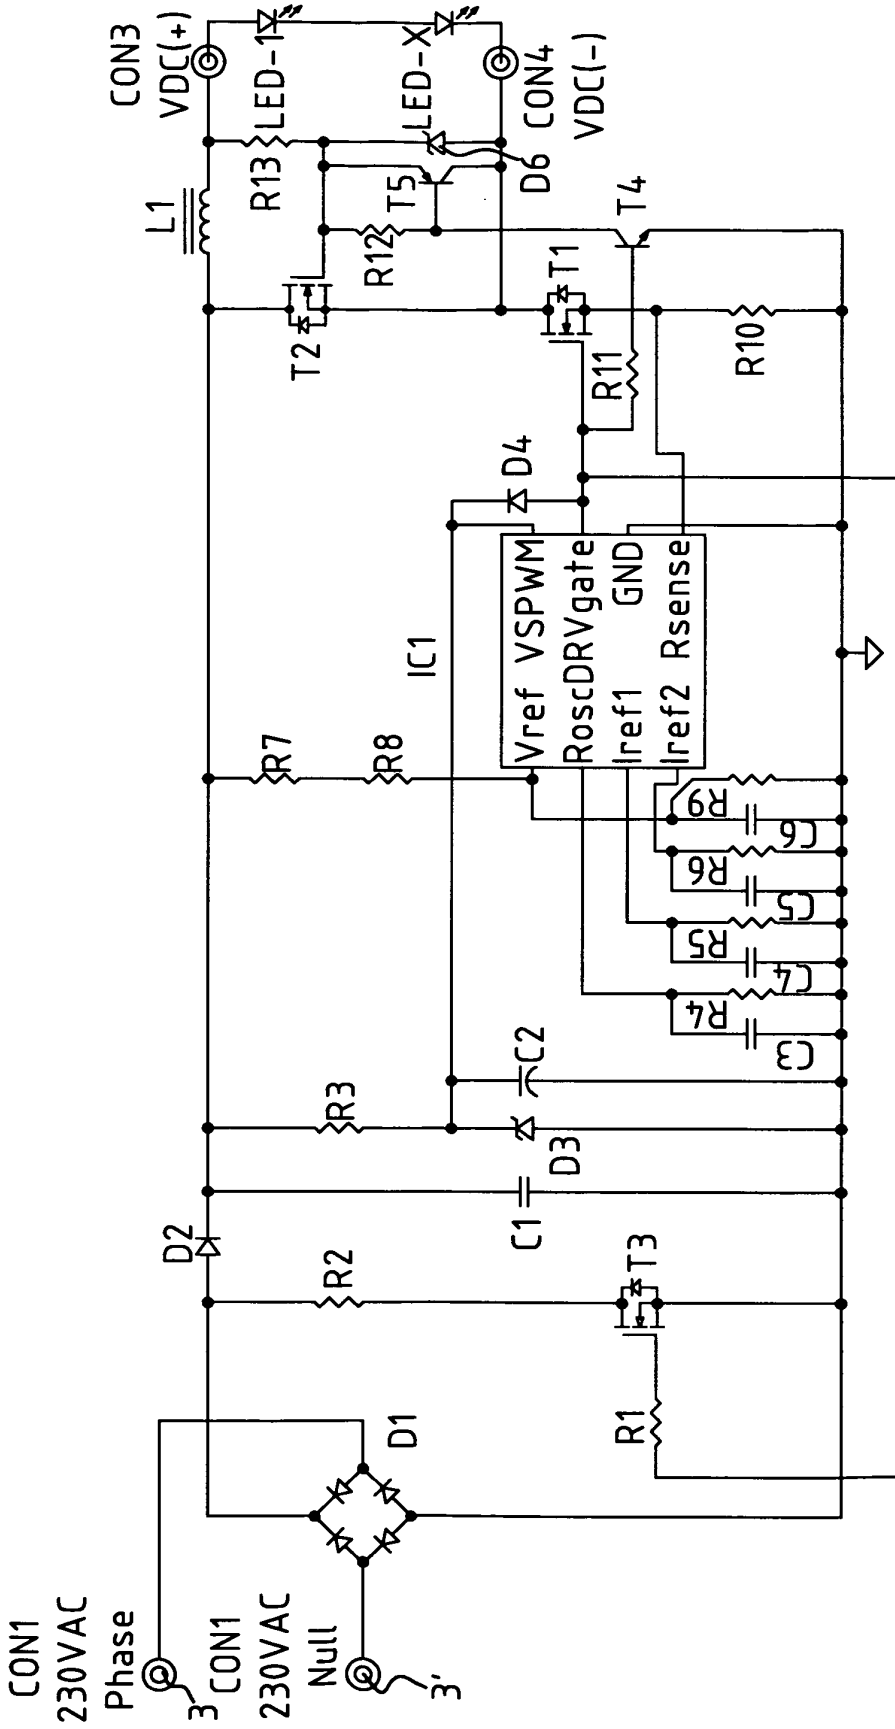 CON1
230VAC
Phase
3
CON1
230VAC
Null
3'
D1
R1
D2
R2
T3
C1
R3
D3
C2
C3
R4
C4
R5
C5
R6
C6
R9
R7
R8
IC1
Vref VSPWM
RoscDRVgate
Iref1 GND
Iref2 Rsense
D4
R11
R10
T2
T1
T4
R12
T5
L1
R13
D6
CON3
VDC(+)
LED-1
LED-X
CON4
VDC(-)